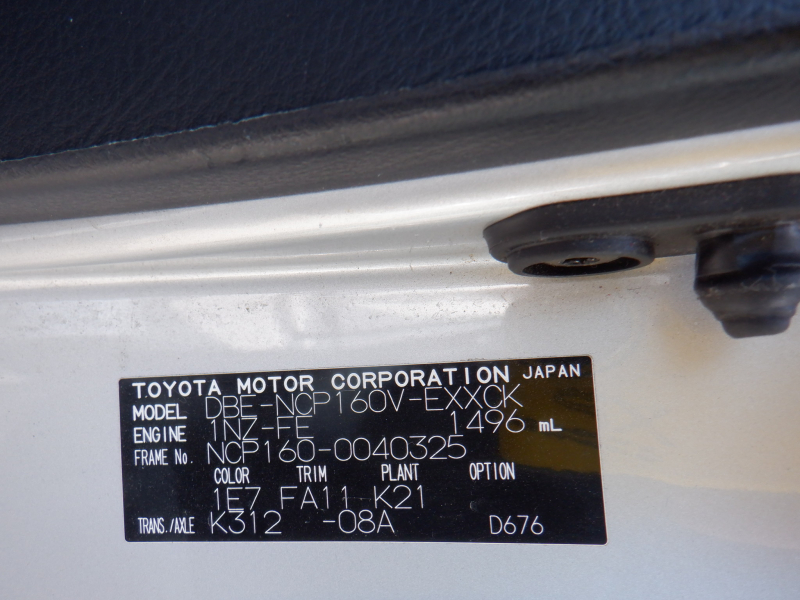 TOYOTA MOTOR CORPORATION JAPAN
MODEL DBE-NCP160V-EXXCK
ENGINE 1NZ-FE 1496 mL
FRAME No. NCP160-0040325
COLOR TRIM PLANT OPTION
1E7 FA11 K21
TRANS./AXLE K312 -08A D676